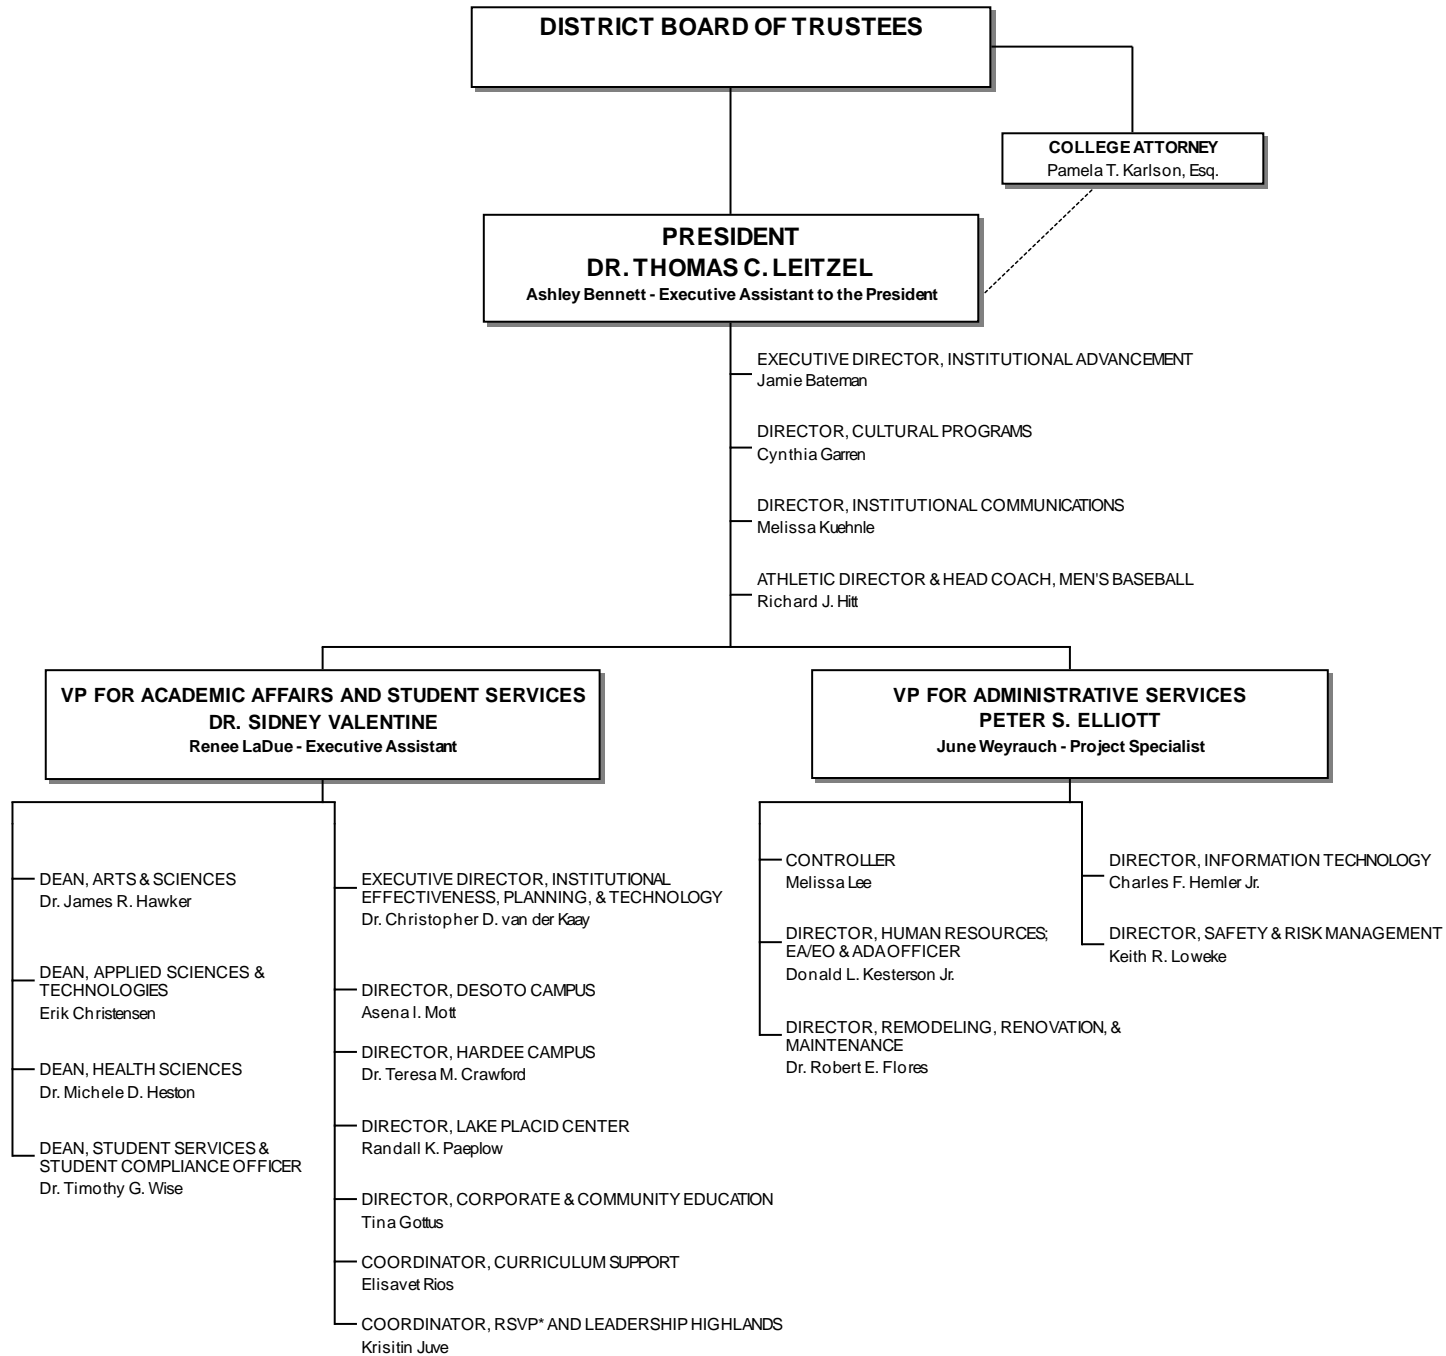 DISTRICT BOARD OF TRUSTEES
COLLEGE ATTORNEY
Pamela T. Karlson, Esq.
PRESIDENT
DR. THOMAS C. LEITZEL
Ashley Bennett - Executive Assistant to the President
EXECUTIVE DIRECTOR, INSTITUTIONAL ADVANCEMENT
Jamie Bateman
DIRECTOR, CULTURAL PROGRAMS
Cynthia Garren
DIRECTOR, INSTITUTIONAL COMMUNICATIONS
Melissa Kuehnle
ATHLETIC DIRECTOR & HEAD COACH, MEN'S BASEBALL
Richard J. Hitt
VP FOR ACADEMIC AFFAIRS AND STUDENT SERVICES
DR. SIDNEY VALENTINE
Renee LaDue - Executive Assistant
DEAN, ARTS & SCIENCES
Dr. James R. Hawker
DEAN, APPLIED SCIENCES &
TECHNOLOGIES
Erik Christensen
DEAN, HEALTH SCIENCES
Dr. Michele D. Heston
DEAN, STUDENT SERVICES &
STUDENT COMPLIANCE OFFICER
Dr. Timothy G. Wise
EXECUTIVE DIRECTOR, INSTITUTIONAL
EFFECTIVENESS, PLANNING, & TECHNOLOGY
Dr. Christopher D. van der Kaay
DIRECTOR, DESOTO CAMPUS
Asena I. Mott
DIRECTOR, HARDEE CAMPUS
Dr. Teresa M. Crawford
DIRECTOR, LAKE PLACID CENTER
Randall K. Paeplow
DIRECTOR, CORPORATE & COMMUNITY EDUCATION
Tina Gottus
COORDINATOR, CURRICULUM SUPPORT
Elisavet Rios
COORDINATOR, RSVP* AND LEADERSHIP HIGHLANDS
Krisitin Juve
VP FOR ADMINISTRATIVE SERVICES
PETER S. ELLIOTT
June Weyrauch - Project Specialist
CONTROLLER
Melissa Lee
DIRECTOR, HUMAN RESOURCES;
EA/EO & ADA OFFICER
Donald L. Kesterson Jr.
DIRECTOR, REMODELING, RENOVATION, &
MAINTENANCE
Dr. Robert E. Flores
DIRECTOR, INFORMATION TECHNOLOGY
Charles F. Hemler Jr.
DIRECTOR, SAFETY & RISK MANAGEMENT
Keith R. Loweke